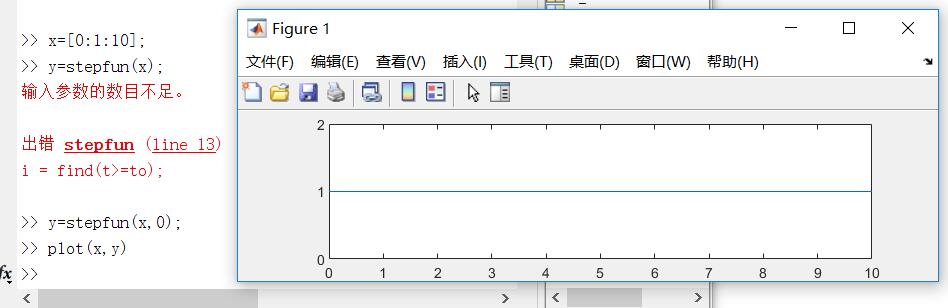 >> x=[0:1:10];
>> y=stepfun(x);
输入参数的数目不足。
出错 stepfun (line 13)
i = find(t>=to);
>> y=stepfun(x,0);
>> plot(x,y)
fx >>
Figure 1
文件(F) 编辑(E) 查看(V) 插入(I) 工具(T) 桌面(D) 窗口(W) 帮助(H)
2
1
0
0 1 2 3 4 5 6 7 8 9 10